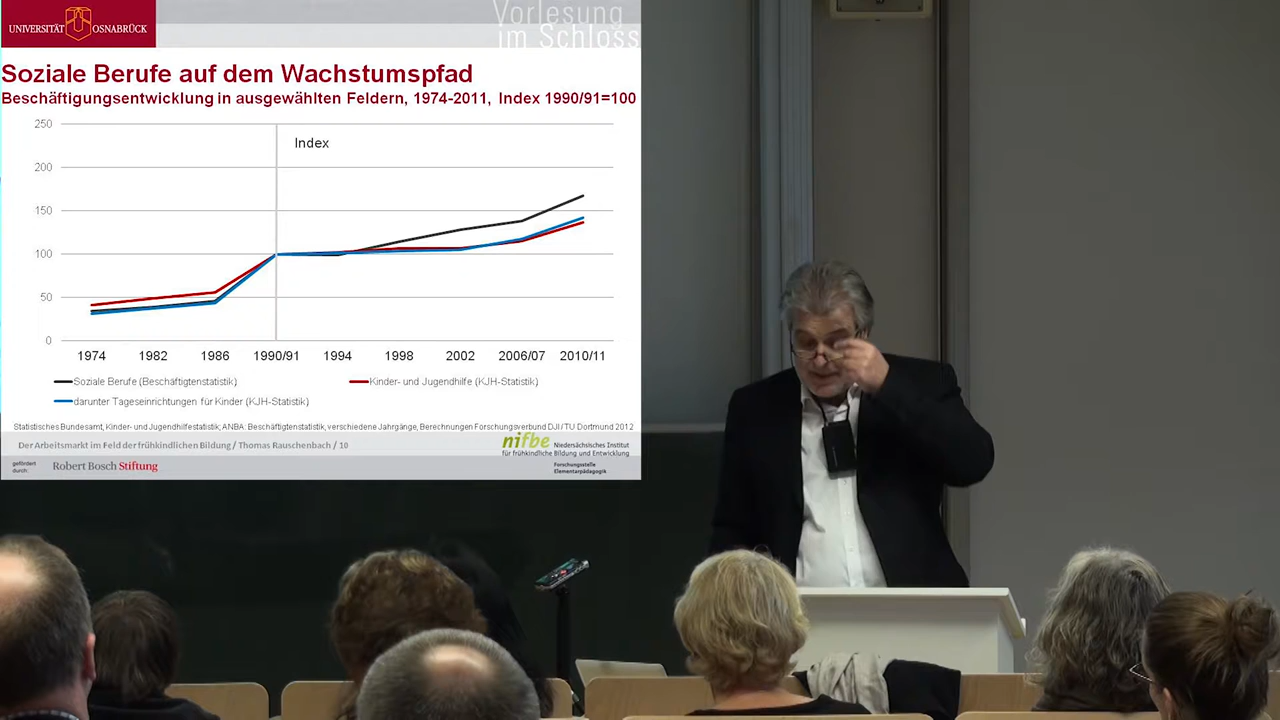 UNIVERSITÄT OSNABRÜCK
Vorlesung
im Schloss
Soziale Berufe auf dem Wachstumspfad
Beschäftigungsentwicklung in ausgewählten Feldern, 1974-2011, Index 1990/91=100
250
Index
200
150
100
50
0
1974 1982 1986 1990/91 1994 1998 2002 2006/07 2010/11
Soziale Berufe (Beschäftigtenstatistik) Kinder- und Jugendhilfe (KJH-Statistik)
darunter Tageseinrichtungen für Kinder (KJH-Statistik)
Statistisches Bundesamt, Kinder- und Jugendhilfestatistik; ANBA: Beschäftigtenstatistik, verschiedene Jahrgänge, Berechnungen Forschungsverbund DJI/TU Dortmund 2012
Der Arbeitsmarkt im Feld der frühkindlichen Bildung / Thomas Rauschenbach / 10
nifbe Niedersächsisches Institut
für frühkindliche Bildung und Entwicklung
gefördert
durch: Robert Bosch Stiftung
Forschungsstelle
Elementarpädagogik